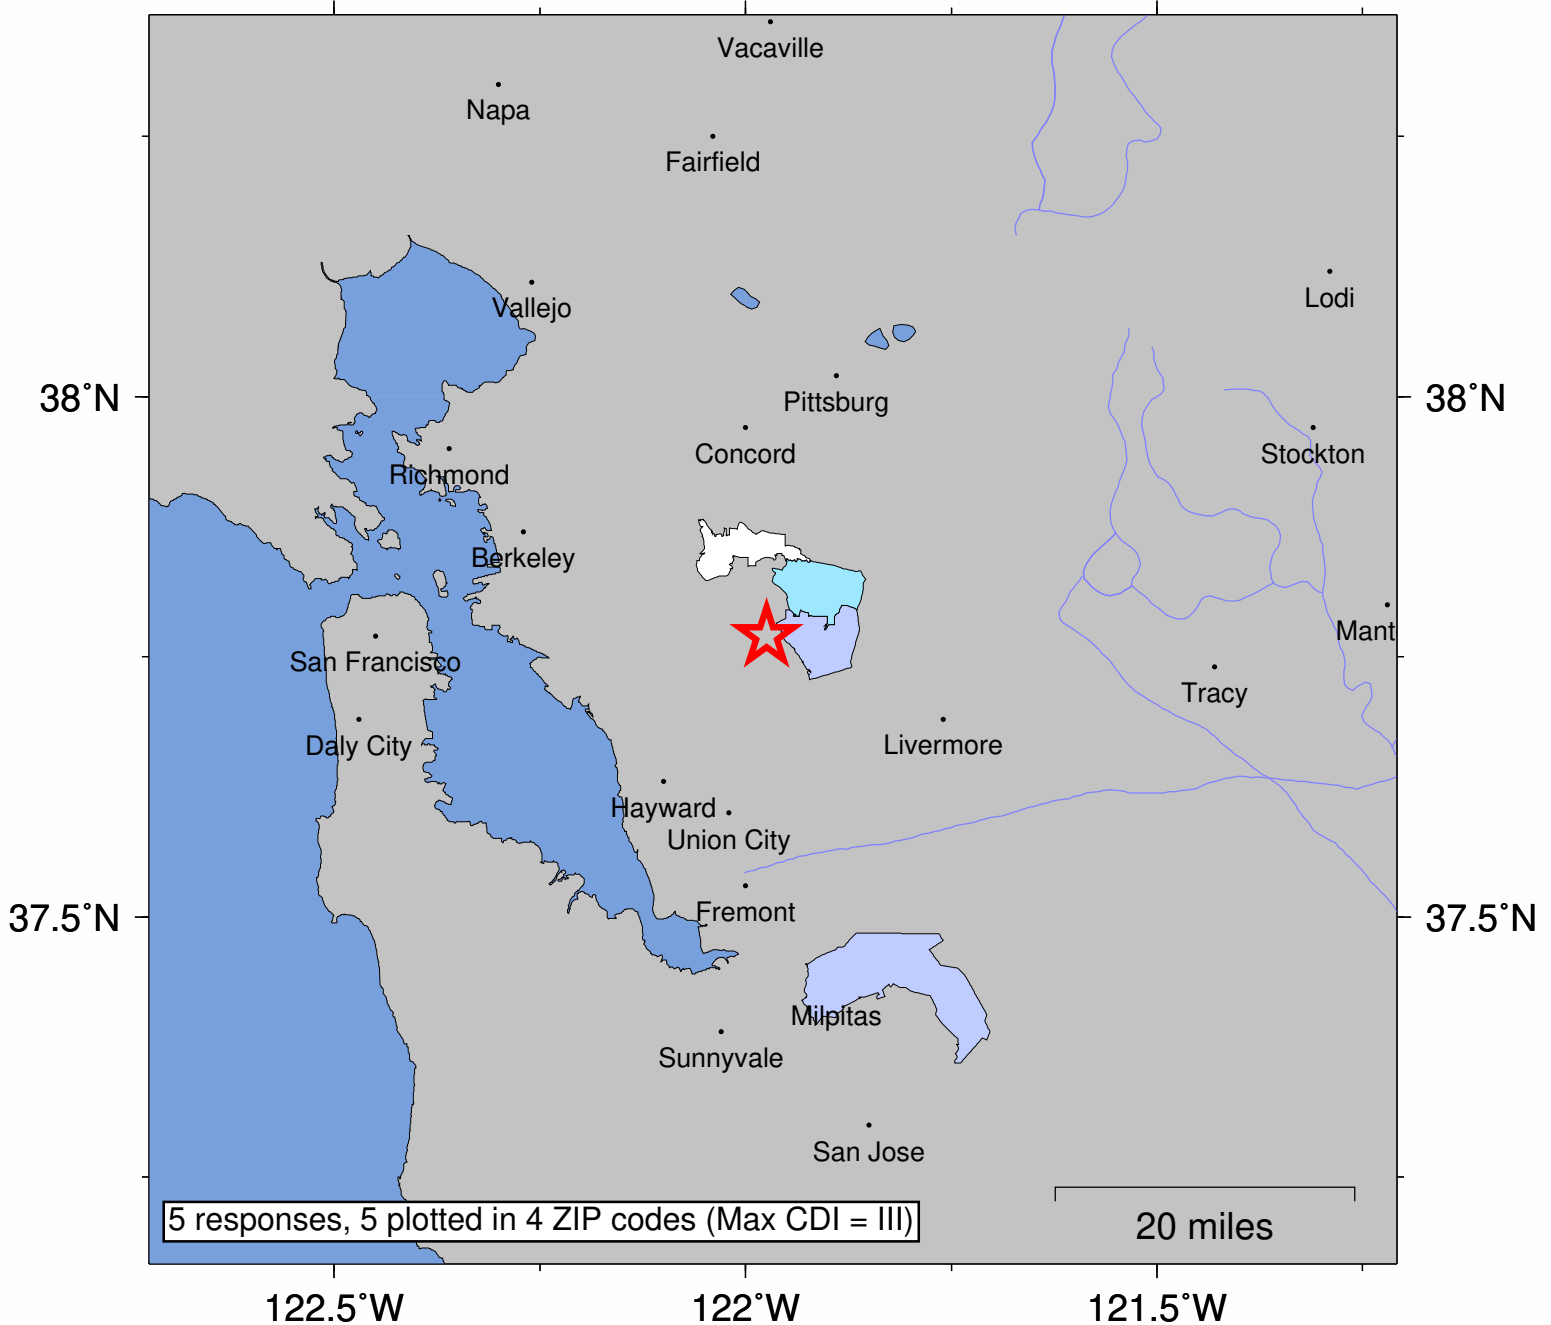 Vacaville
Napa
Fairfield
Vallejo
Lodi
38°N
38°N
Pittsburg
Concord
Stockton
Richmond
Berkeley
Mant
San Francisco
Tracy
Daly City
Livermore
Hayward
Union City
Fremont
37.5°N
37.5°N
Milpitas
Sunnyvale
San Jose
5 responses, 5 plotted in 4 ZIP codes (Max CDI = III)
20 miles
122.5°W
122°W
121.5°W